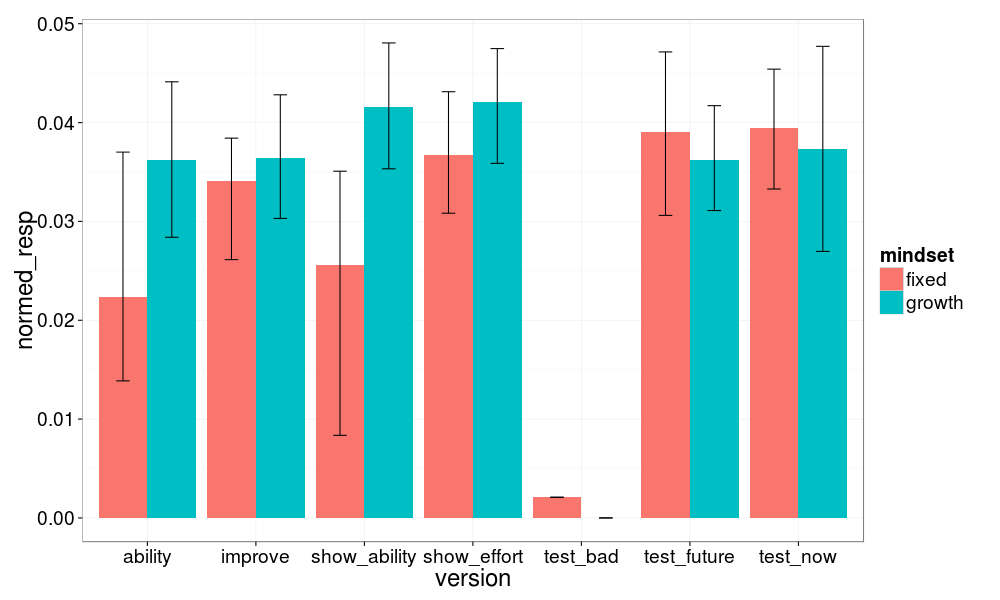 0.05
0.04
0.03
0.02
0.01
0.00
normed_resp
ability improve show_ability show_effort test_bad test_future test_now
version
mindset
fixed
growth